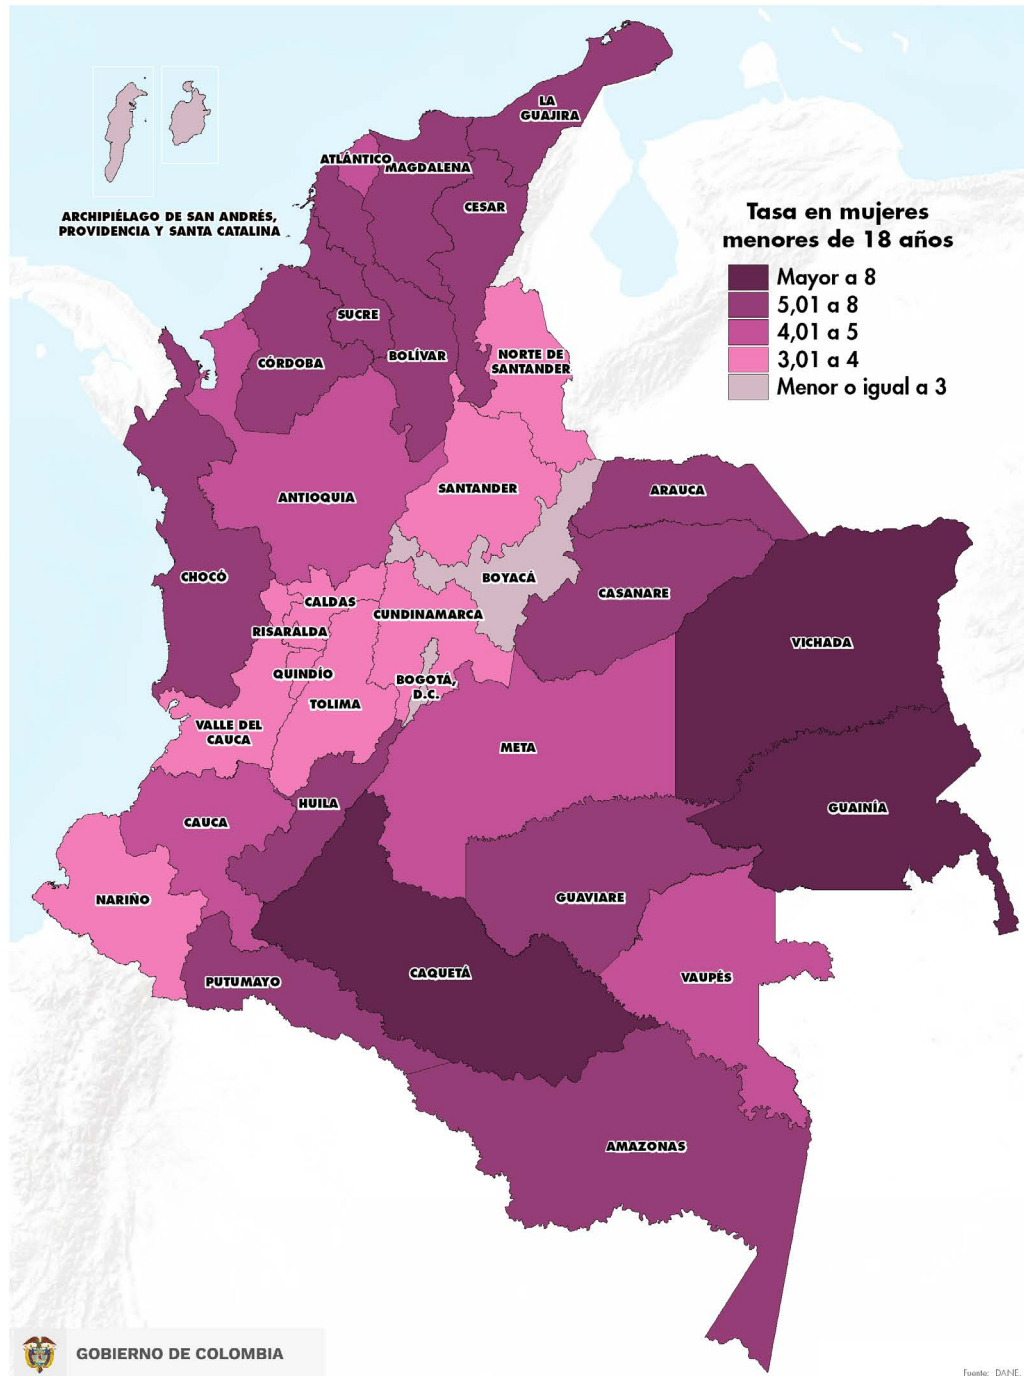 LA
GUAJIRA
ATLÁNTICO
MAGDALENA
CESAR
ARCHIPIÉLAGO DE SAN ANDRÉS,
PROVIDENCIA Y SANTA CATALINA
Tasa en mujeres
menores de 18 años
Mayor a 8
5,01 a 8
4,01 a 5
3,01 a 4
Menor o igual a 3
SUCRE
CÓRDOBA
BOLÍVAR
NORTE DE
SANTANDER
ANTIOQUIA
SANTANDER
ARAUCA
CHOCÓ
BOYACÁ
CASANARE
CALDAS
CUNDINAMARCA
RISARALDA
VICHADA
QUINDÍO
BOGOTÁ,
D.C.
TOLIMA
VALLE DEL
CAUCA
META
HUILA
GUAINÍA
CAUCA
NARIÑO
GUAVIARE
PUTUMAYO
CAQUETÁ
VAUPÉS
AMAZONAS
GOBIERNO DE COLOMBIA
Fuente: DANE.